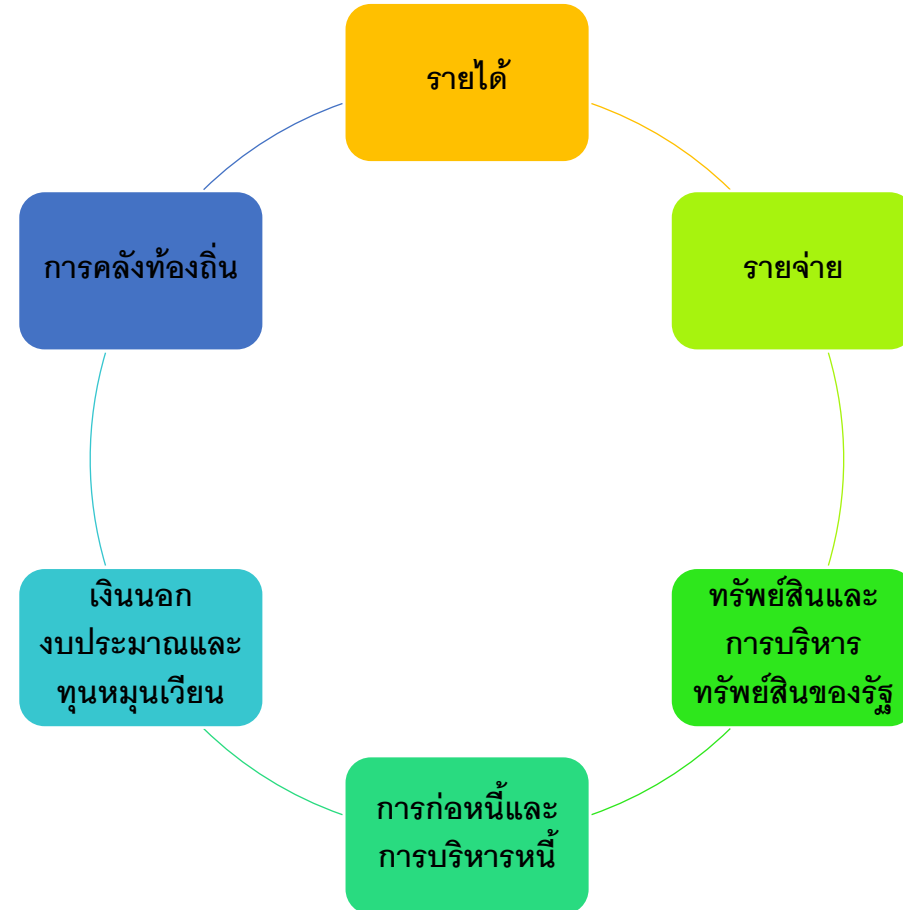 รายได้
รายจ่าย
ทรัพย์สินและ
การบริหาร
ทรัพย์สินของรัฐ
การก่อหนี้และ
การบริหารหนี้
เงินนอก
งบประมาณและ
ทุนหมุนเวียน
การคลังท้องถิ่น